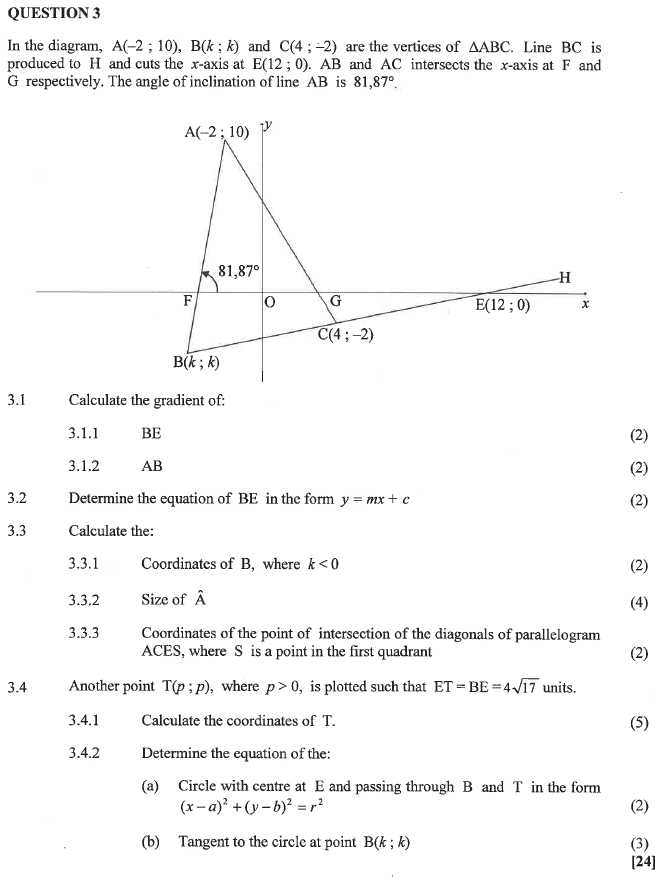 QUESTION 3
In the diagram, A(–2 ; 10), B(k ; k) and C(4 ; –2) are the vertices of ΔABC. Line BC is
produced to H and cuts the x-axis at E(12 ; 0). AB and AC intersects the x-axis at F and
G respectively. The angle of inclination of line AB is 81,87°.
A(–2 ; 10)
y
81,87°
H
F
O
G
E(12 ; 0)
x
C(4 ; –2)
B(k ; k)
3.1 Calculate the gradient of:
3.1.1 BE (2)
3.1.2 AB (2)
3.2 Determine the equation of BE in the form y = mx + c (2)
3.3 Calculate the:
3.3.1 Coordinates of B, where k < 0 (2)
3.3.2 Size of Â (4)
3.3.3 Coordinates of the point of intersection of the diagonals of parallelogram
ACES, where S is a point in the first quadrant (2)
3.4 Another point T(p ; p), where p > 0, is plotted such that ET = BE = 4√17 units.
3.4.1 Calculate the coordinates of T. (5)
3.4.2 Determine the equation of the:
(a) Circle with centre at E and passing through B and T in the form
(x – a)² + (y – b)² = r² (2)
(b) Tangent to the circle at point B(k ; k) (3)
[24]